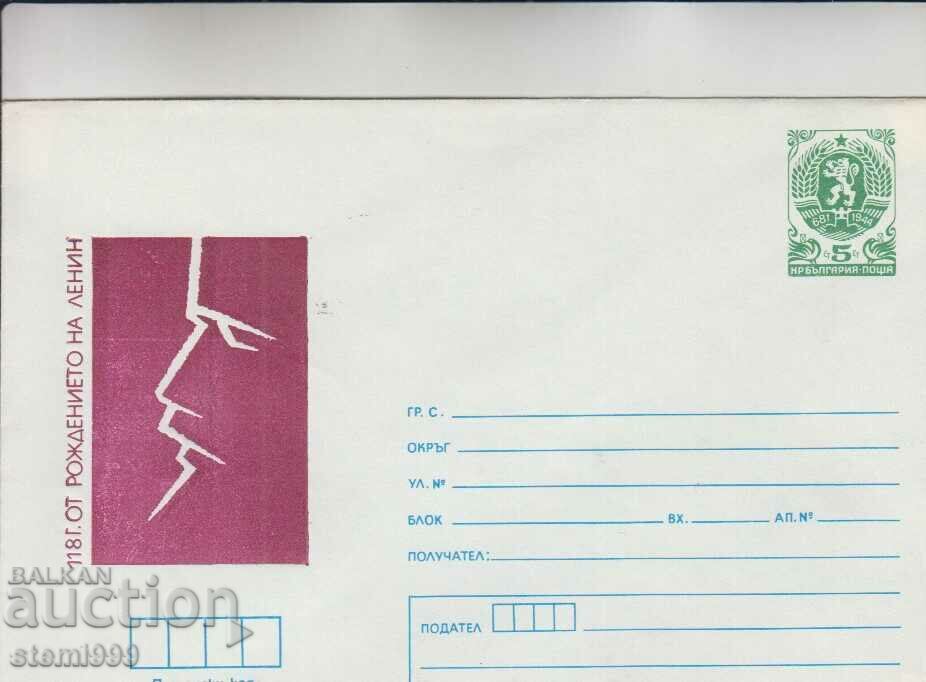 681 1944
5
НР БЪЛГАРИЯ·ПОЩА
118 Г. ОТ РОЖДЕНИЕТО НА ЛЕНИН
ГР. С.
ОКРЪГ
УЛ. №
БЛОК ВХ. АП. №
ПОЛУЧАТЕЛ:
ПОДАТЕЛ
BALKAN
auction
stemi999